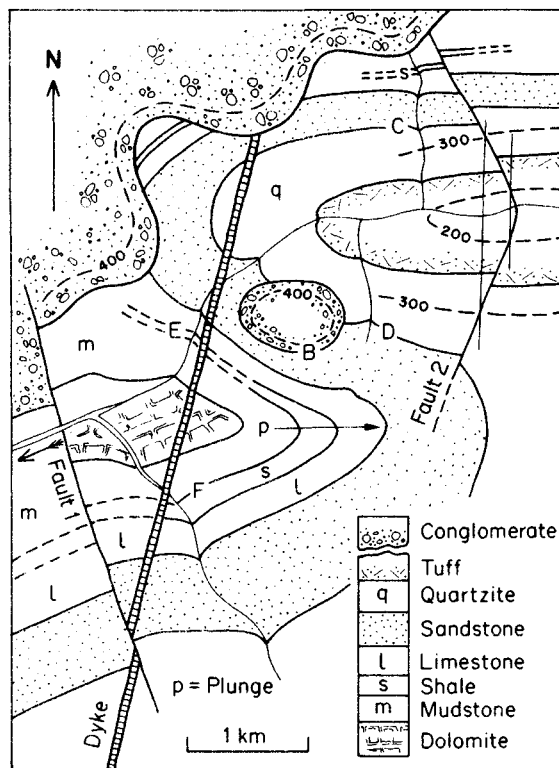 N
S
C
300
q
200
400
400
300
E
B
D
m
Fault 2
p
F
s
l
Fault 1
m
l
l
p = Plunge
Dyke
1 km
Conglomerate
Tuff
q Quartzite
Sandstone
l Limestone
s Shale
m Mudstone
Dolomite